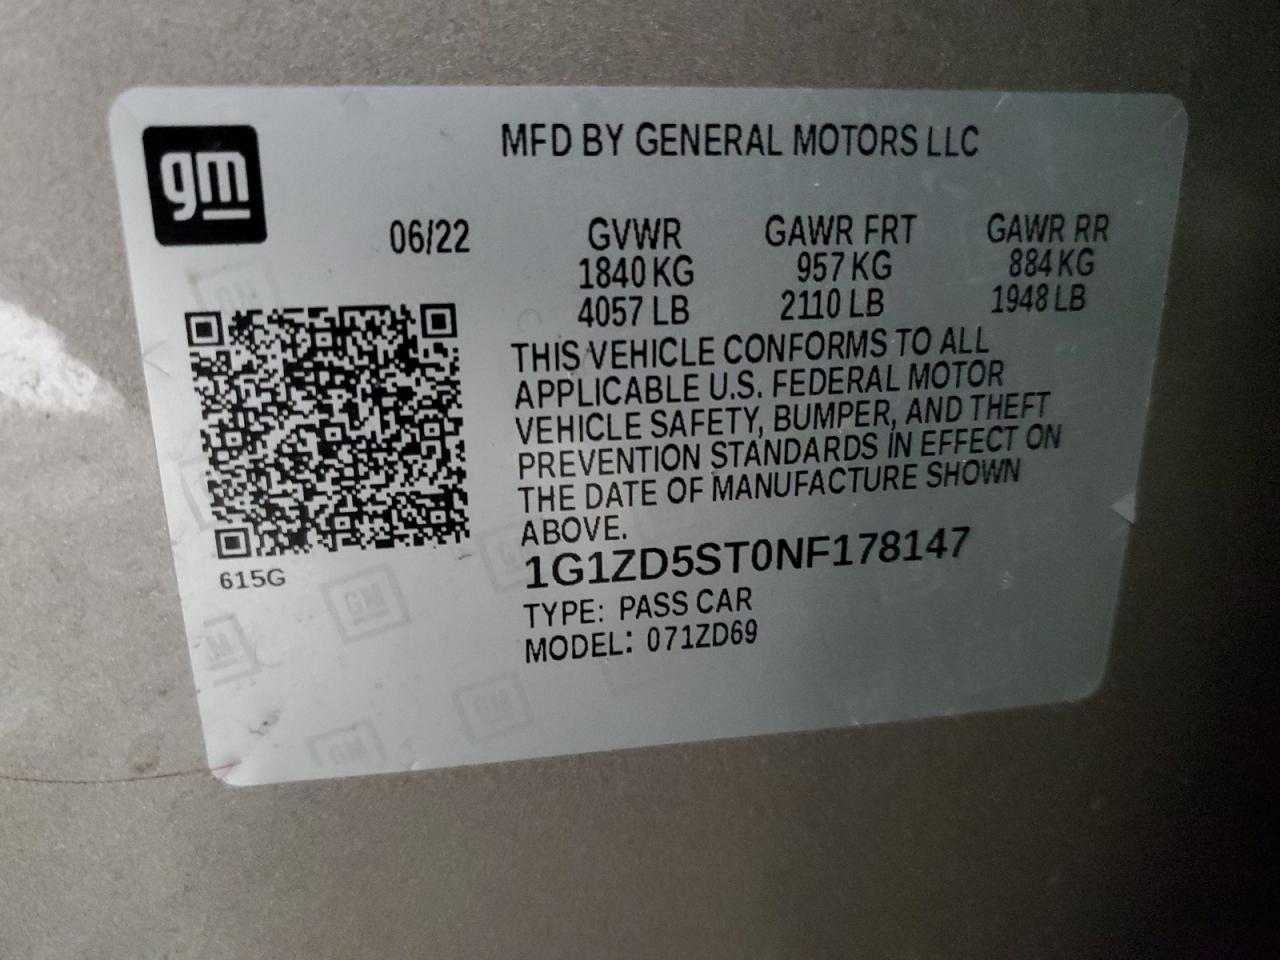 gm
MFD BY GENERAL MOTORS LLC
06/22 GVWR GAWR FRT GAWR RR
1840 KG 957 KG 884 KG
4057 LB 2110 LB 1948 LB
THIS VEHICLE CONFORMS TO ALL
APPLICABLE U.S. FEDERAL MOTOR
VEHICLE SAFETY, BUMPER, AND THEFT
PREVENTION STANDARDS IN EFFECT ON
THE DATE OF MANUFACTURE SHOWN
ABOVE.
1G1ZD5ST0NF178147
615G
TYPE: PASS CAR
MODEL: 071ZD69
GM
GM